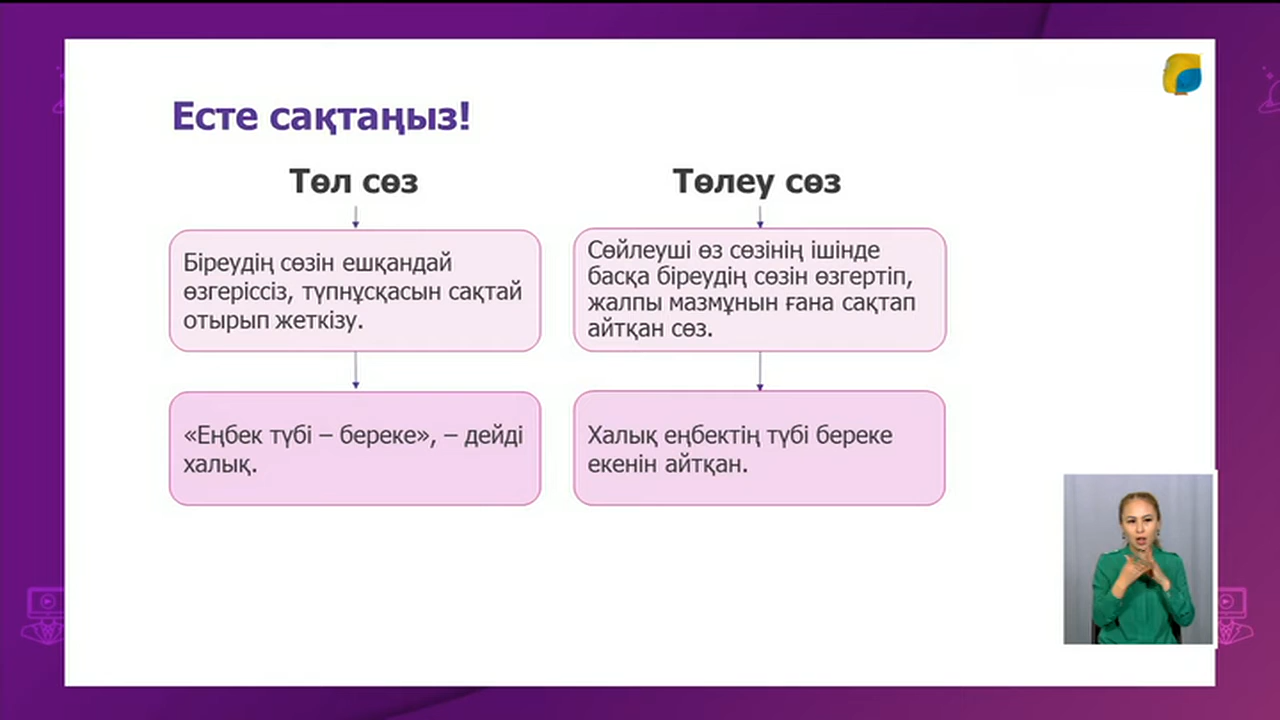 Есте сақтаңыз!
Төл сөз
Төлеу сөз
Біреудің сөзін ешқандай
өзгеріссіз, түпнұсқасын сақтай
отырып жеткізу.
Сөйлеуші өз сөзінің ішінде
басқа біреудің сөзін өзгертіп,
жалпы мазмұнын ғана сақтап
айтқан сөз.
«Еңбек түбі – береке», – дейді
халық.
Халық еңбектің түбі береке
екенін айтқан.